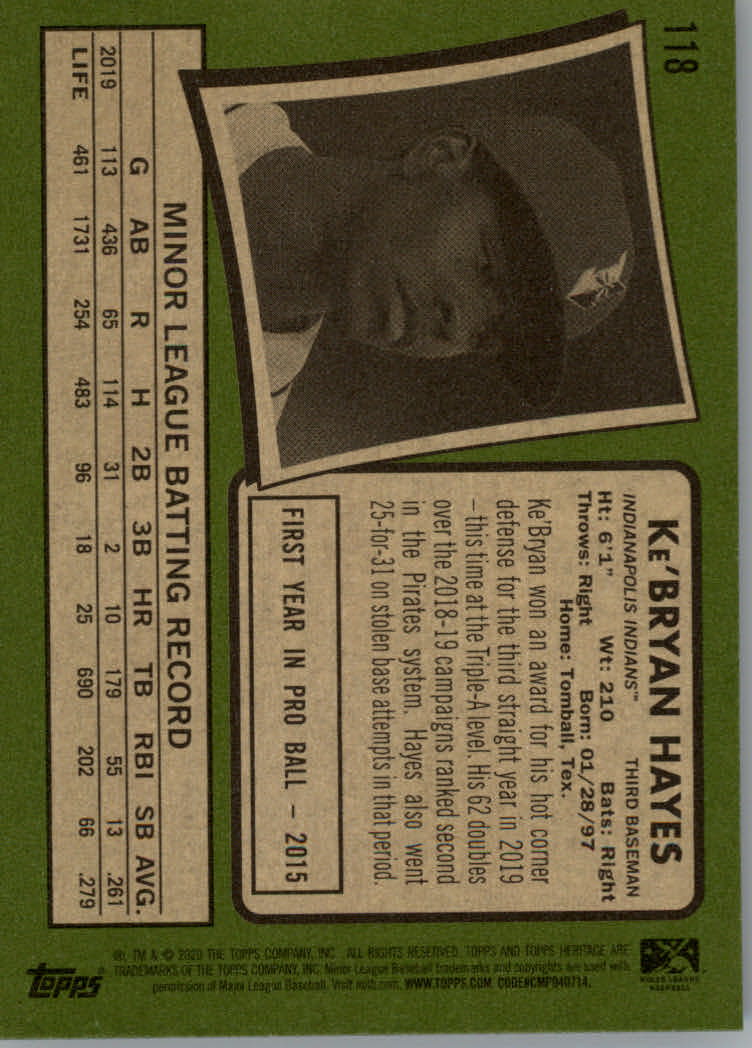 118
KE'BRYAN HAYES
INDIANAPOLIS INDIANS™ THIRD BASEMAN
Ht: 6'1" Wt: 210 Bats: Right
Throws: Right Born: 01/28/97
Home: Tomball, Tex.
Ke'Bryan won an award for his hot corner
defense for the third straight year in 2019
—this time at the Triple-A level. His 62 doubles
over the 2018-19 campaigns ranked second
in the Pirates system. Hayes also went
25-for-31 on stolen base attempts in that period.
FIRST YEAR IN PRO BALL – 2015
MINOR LEAGUE BATTING RECORD
G AB R H 2B 3B HR TB RBI SB AVG.
2019 113 436 65 114 31 2 10 179 55 13 .261
LIFE 461 1731 254 483 96 18 25 690 202 66 .279
MINOR LEAGUE
BASEBALL
®, TM & © 2020 THE TOPPS COMPANY, INC. ALL RIGHTS RESERVED. TOPPS AND TOPPS HERITAGE ARE
TRADEMARKS OF THE TOPPS COMPANY, INC. Minor League Baseball trademarks and copyrights are used with
permission of Major League Baseball. Visit milb.com. WWW.TOPPS.COM. CODE#CMP040714.
topps®